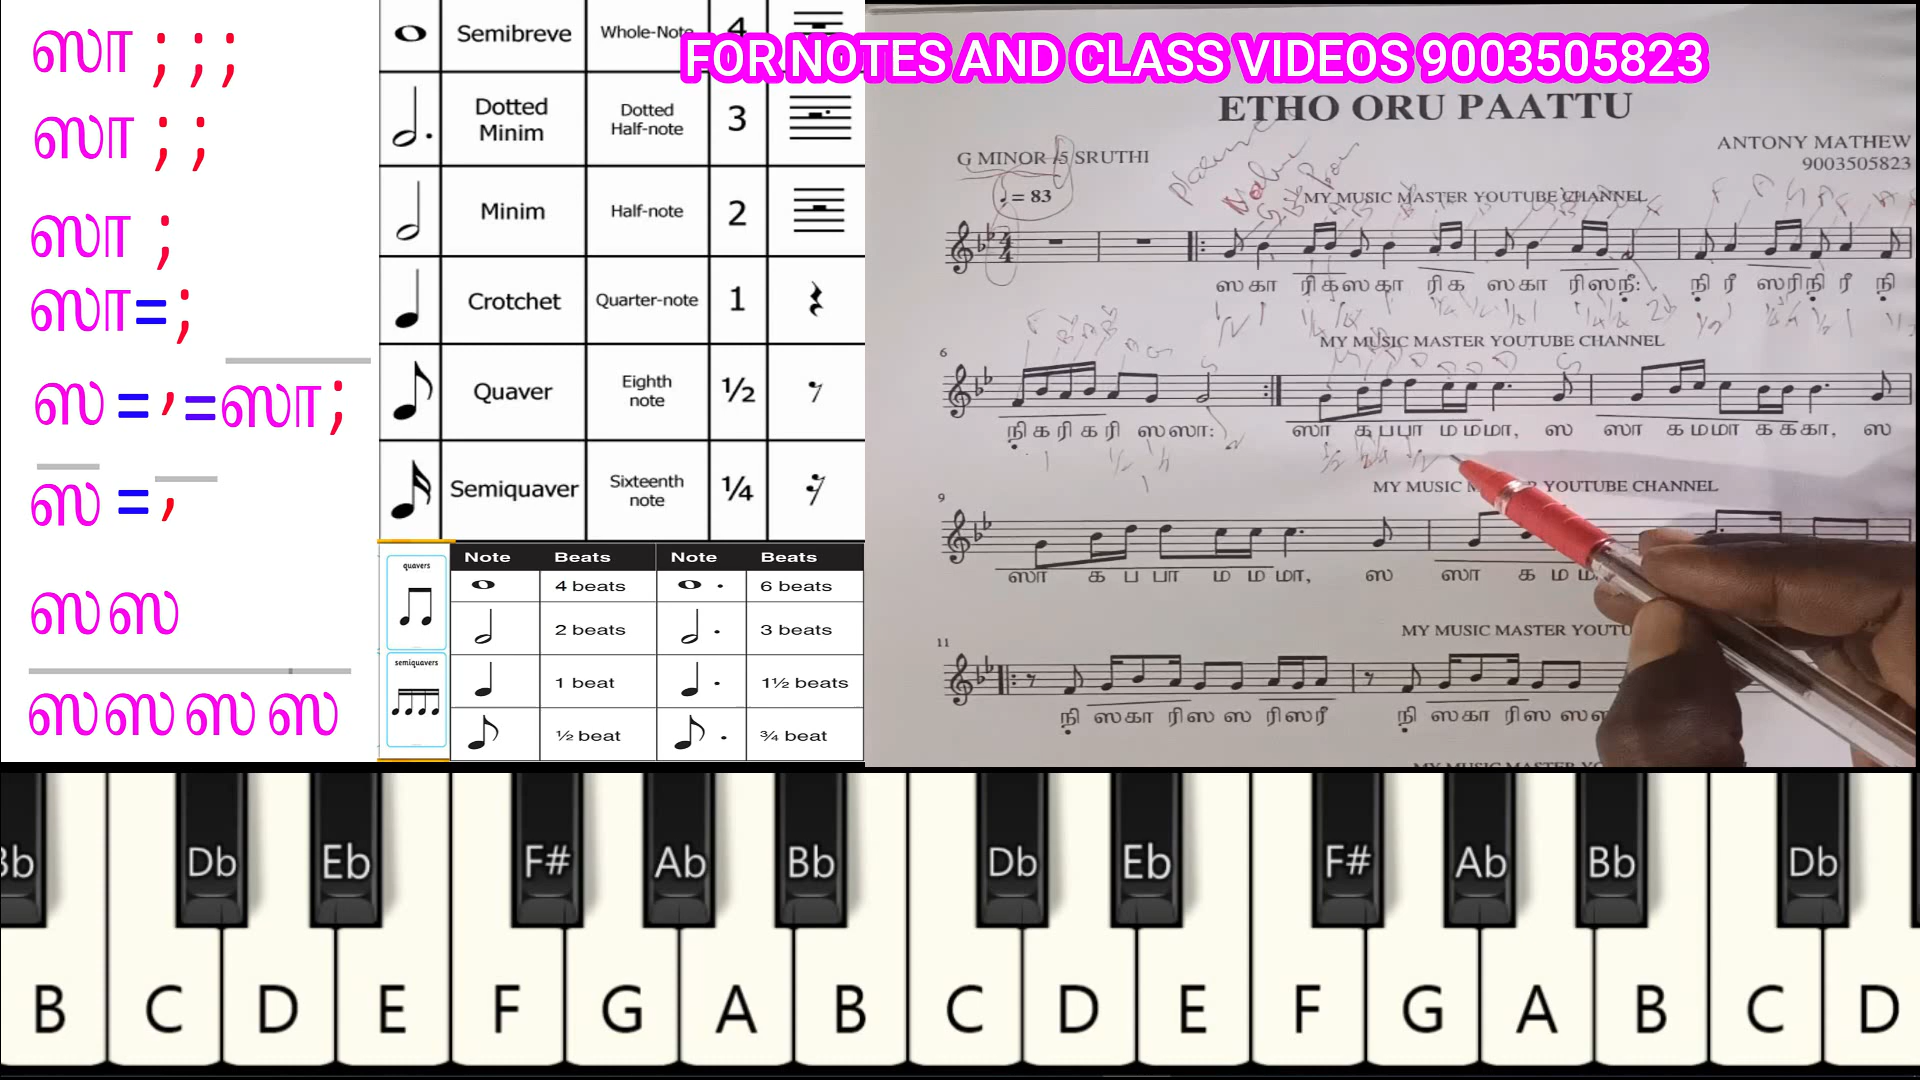 ஸா ; ; ;
ஸா ; ;
ஸா ;
ஸா=;
ஸ =,=ஸா;
ஸ =,
ஸஸ
ஸஸஸஸ
Semibreve Whole-Note 4
Dotted Minim Dotted Half-note 3
Minim Half-note 2
Crotchet Quarter-note 1
Quaver Eighth note ½
Semiquaver Sixteenth note ¼
quavers
semiquavers
Note Beats Note Beats
4 beats 6 beats
2 beats 3 beats
1 beat 1½ beats
½ beat ¾ beat
FOR NOTES AND CLASS VIDEOS 9003505823
ETHO ORU PAATTU
G MINOR /5 SRUTHI
ANTONY MATHEW
9003505823
♩ = 83
MY MUSIC MASTER YOUTUBE CHANNEL
4/4
ஸ கா ரி க ஸ கா ரி க ஸ கா ரி ஸ நீ: நி ரீ ஸ ரி நி ரீ நி
MY MUSIC MASTER YOUTUBE CHANNEL
6
நி க ரி க ரி ஸ ஸா: ஸா க ப பா ம ம மா, ஸ ஸா க ம மா க க கா, ஸ
MY MUSIC YOUTUBE CHANNEL
9
ஸா க ப பா ம ம மா, ஸ ஸா க ம
MY MUSIC MASTER
11
நி ஸ கா ரி ஸ ஸ ரி ஸ ரீ நி ஸ கா ரி ஸ ஸ
Bb Db Eb F# Ab Bb Db Eb F# Ab Bb Db
B C D E F G A B C D E F G A B C D